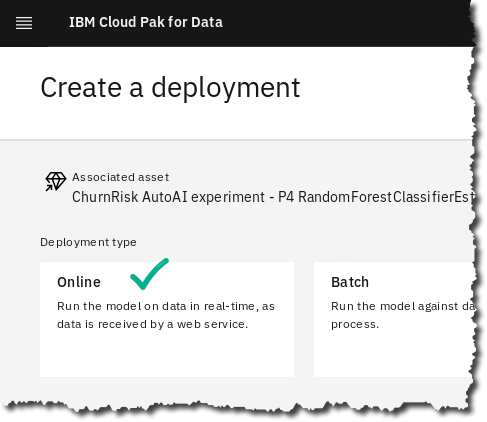 IBM Cloud Pak for Data
Create a deployment
Associated asset
ChurnRisk AutoAI experiment - P4 RandomForestClassifierEst
Deployment type
Online
Run the model on data in real-time, as
data is received by a web service.
Batch
Run the model against da
process.